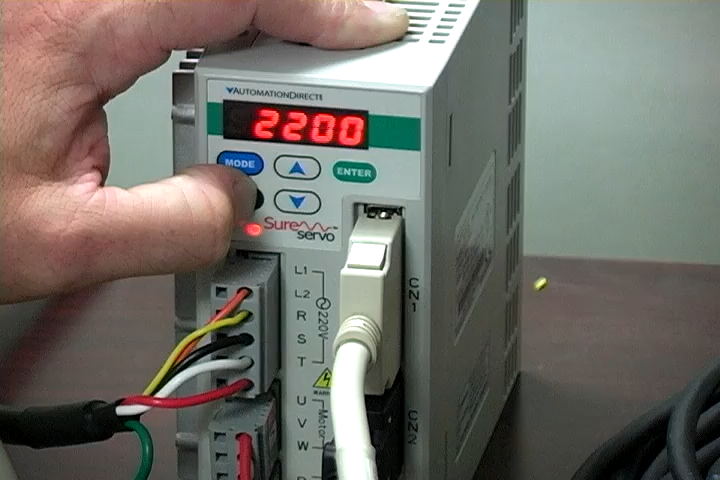 AUTOMATIONDIRECT
2200
MODE
ENTER
Sure
servo
L1
L2
R
S
T
220V
CN1
U
V
W
Motor
CN2